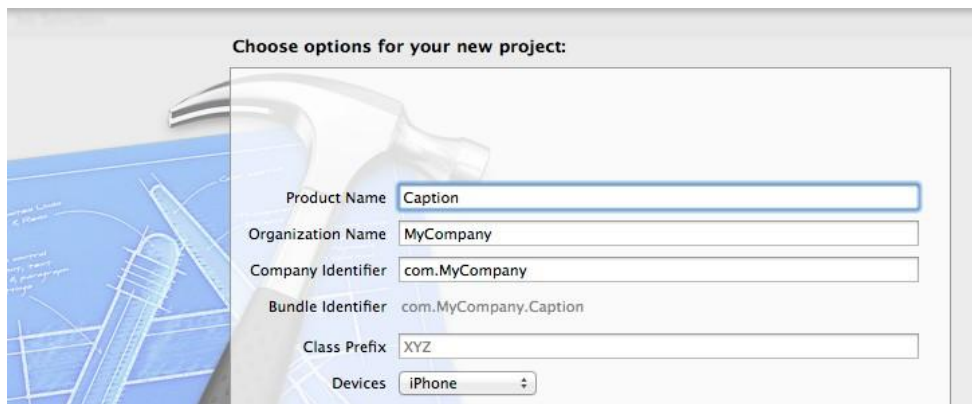 Choose options for your new project:
Product Name Caption
Organization Name MyCompany
Company Identifier com.MyCompany
Bundle Identifier com.MyCompany.Caption
Class Prefix XYZ
Devices iPhone